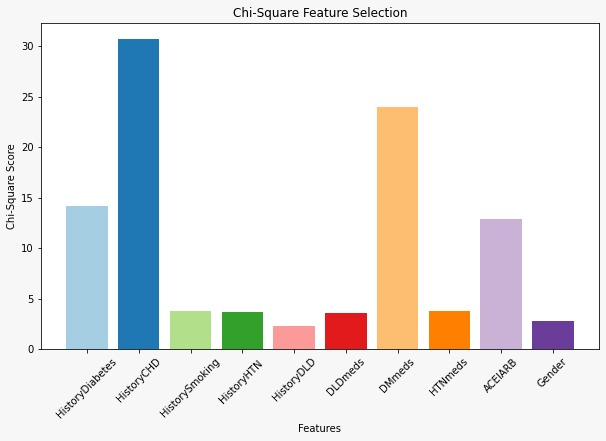 Chi-Square Feature Selection
Chi-Square Score
30
25
20
15
10
5
0
HistoryDiabetes
HistoryCHD
HistorySmoking
HistoryHTN
HistoryDLD
DLDmeds
DMmeds
HTNmeds
ACEIARB
Gender
Features